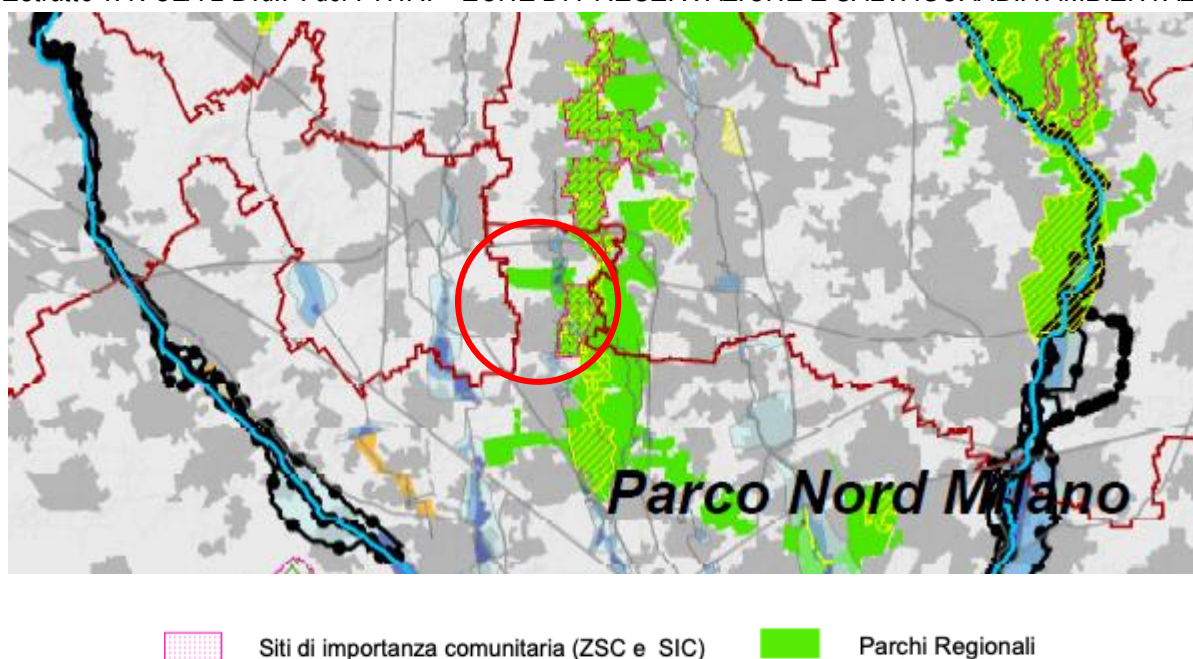 Parco Nord Milano
Siti di importanza comunitaria (ZSC e SIC)
Parchi Regionali